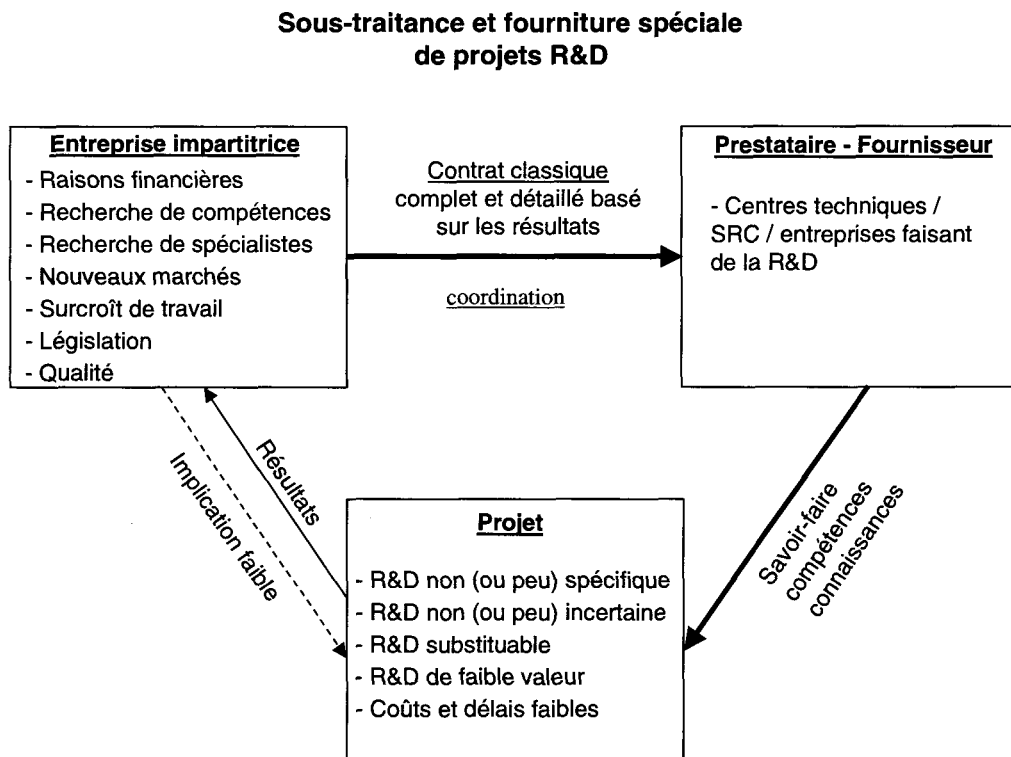 Sous-traitance et fourniture spéciale
de projets R&D
Entreprise impartitrice
- Raisons financières
- Recherche de compétences
- Recherche de spécialistes
- Nouveaux marchés
- Surcroît de travail
- Législation
- Qualité
Contrat classique
complet et détaillé basé
sur les résultats
coordination
Prestataire - Fournisseur
- Centres techniques /
SRC / entreprises faisant
de la R&D
Implication faible
Résultats
Projet
- R&D non (ou peu) spécifique
- R&D non (ou peu) incertaine
- R&D substituable
- R&D de faible valeur
- Coûts et délais faibles
Savoir-faire
compétences
connaissances